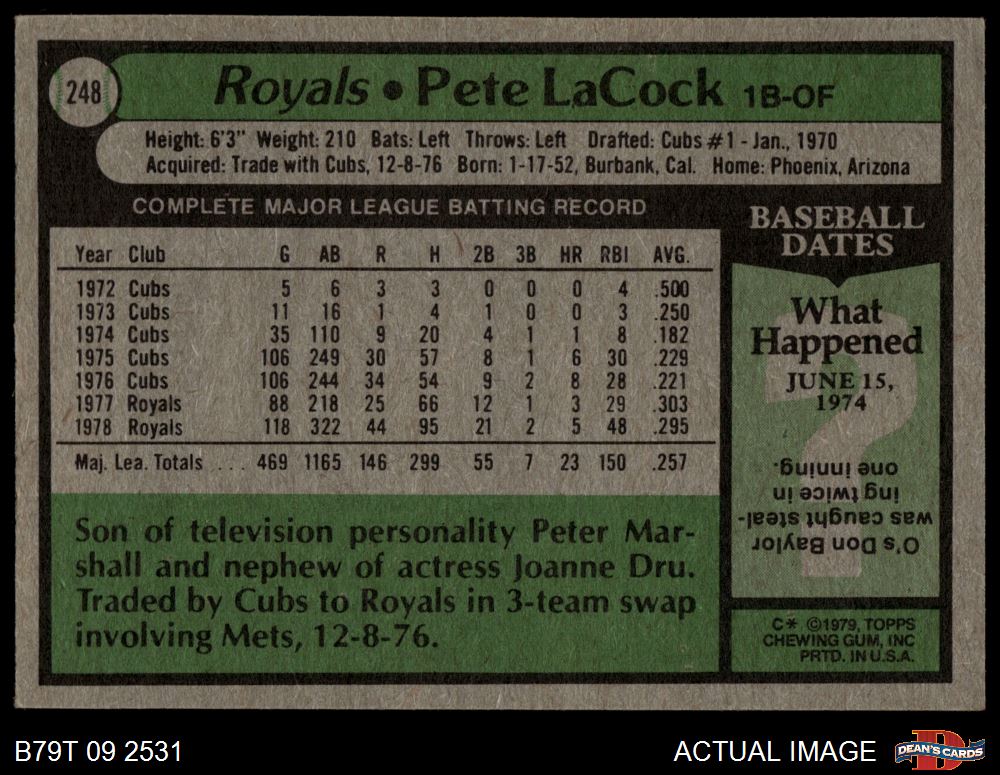 248
Royals • Pete LaCock 1B-OF
Height: 6'3" Weight: 210 Bats: Left Throws: Left Drafted: Cubs #1 - Jan., 1970
Acquired: Trade with Cubs, 12-8-76 Born: 1-17-52, Burbank, Cal. Home: Phoenix, Arizona
COMPLETE MAJOR LEAGUE BATTING RECORD
Year Club G AB R H 2B 3B HR RBI AVG.
1972 Cubs 5 6 3 3 0 0 0 4 .500
1973 Cubs 11 16 1 4 1 0 0 3 .250
1974 Cubs 35 110 9 20 4 1 1 8 .182
1975 Cubs 106 249 30 57 8 1 6 30 .229
1976 Cubs 106 244 34 54 9 2 8 28 .221
1977 Royals 88 218 25 66 12 1 3 29 .303
1978 Royals 118 322 44 95 21 2 5 48 .295
Maj. Lea. Totals ... 469 1165 146 299 55 7 23 150 .257
Son of television personality Peter Mar-
shall and nephew of actress Joanne Dru.
Traded by Cubs to Royals in 3-team swap
involving Mets, 12-8-76.
BASEBALL
DATES
What
Happened
JUNE 15,
1974
?
O's Don Baylor
was caught steal-
ing twice in
one inning.
C* ©1979, TOPPS
CHEWING GUM, INC
PRTD. IN U.S.A.
B79T 09 2531
ACTUAL IMAGE
D
DEAN'S CARDS